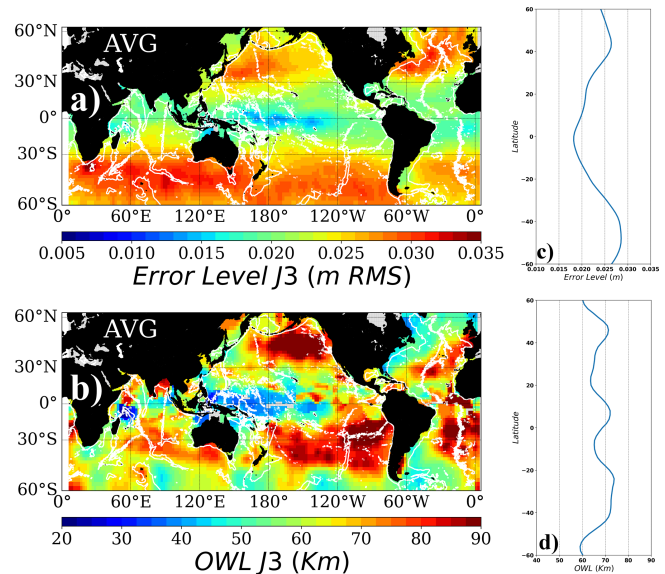 AVG
a)
60°N
30°N
0°
30°S
60°S
0° 60°E 120°E 180° 120°W 60°W 0°
0.005 0.010 0.015 0.020 0.025 0.030 0.035
Error Level J3 (m RMS)
60
40
20
0
−20
−40
−60
Latitude
c)
0.010 0.015 0.020 0.025 0.030 0.035
Error Level (m)
AVG
b)
60°N
30°N
0°
30°S
60°S
0° 60°E 120°E 180° 120°W 60°W 0°
20 30 40 50 60 70 80 90
OWL J3 (Km)
60
40
20
0
−20
−40
−60
Latitude
d)
40 50 60 70 80 90
OWL (Km)